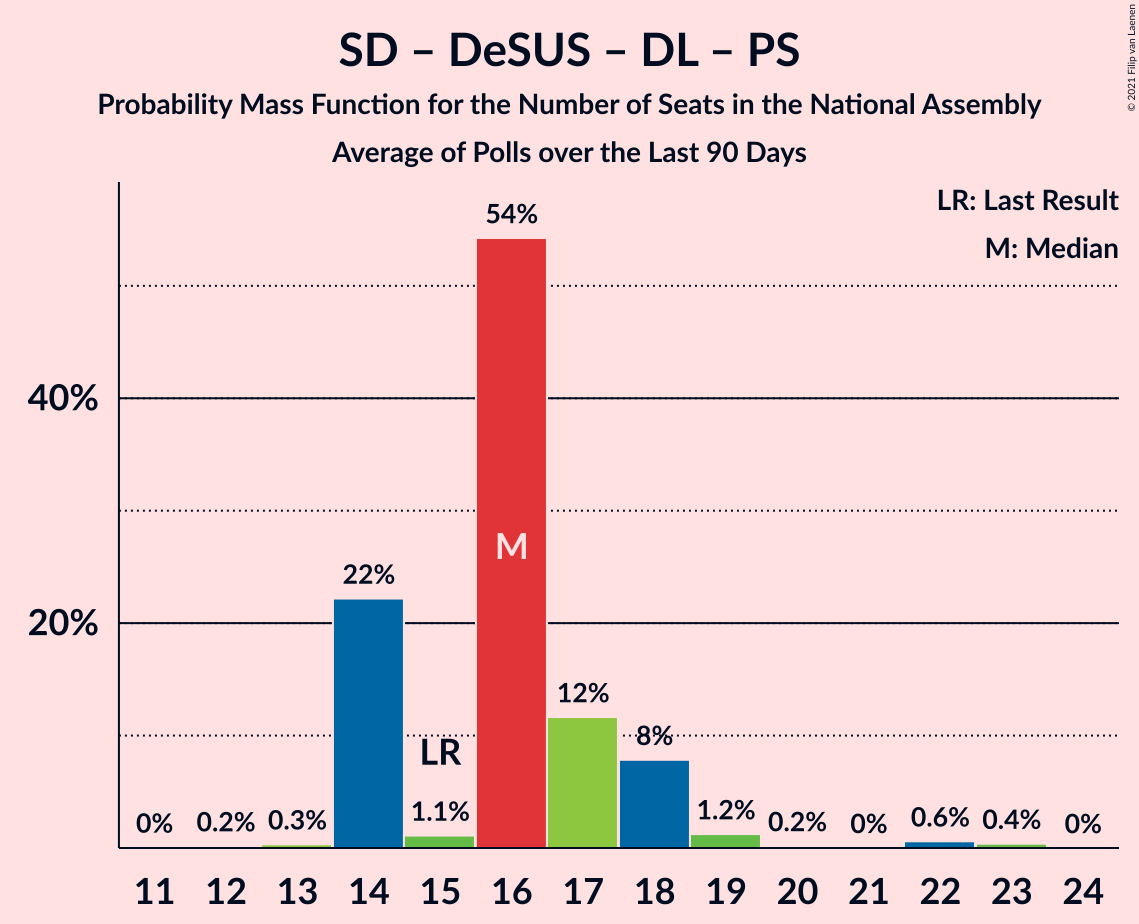 SD – DeSUS – DL – PS
Probability Mass Function for the Number of Seats in the National Assembly
Average of Polls over the Last 90 Days
© 2021 Filip van Laenen
LR: Last Result
M: Median
40%
20%
0%
0.2%
0.3%
22%
LR
1.1%
54%
M
12%
8%
1.2%
0.2%
0%
0.6%
0.4%
0%
11 12 13 14 15 16 17 18 19 20 21 22 23 24